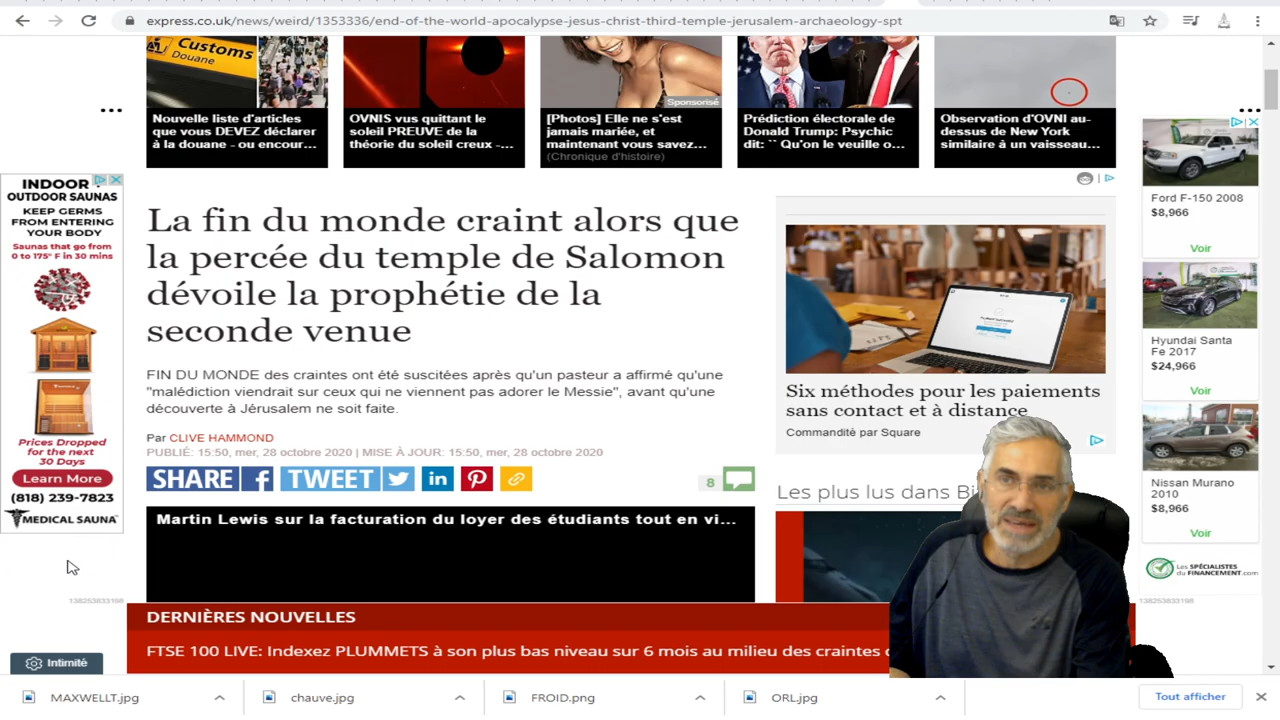 express.co.uk/news/weird/1353336/end-of-the-world-apocalypse-jesus-christ-third-temple-jerusalem-archaeology-spt
Customs
Douane
Nouvelle liste d'articles
que vous DEVEZ déclarer
à la douane - ou encour...
OVNIS vus quittant le
soleil PREUVE de la
théorie du soleil creux -...
Sponsorisé
[Photos] Elle ne s'est
jamais mariée, et
maintenant vous savez...
(Chronique d'histoire)
Prédiction électorale de
Donald Trump: Psychic
dit: `` Qu'on le veuille o...
Observation d'OVNI au-
dessus de New York
similaire à un vaisseau...
INDOOR
OUTDOOR SAUNAS
KEEP GERMS
FROM ENTERING
YOUR BODY
Saunas that go from
0 to 175° F in 30 mins
Prices Dropped
for the next
30 Days
Learn More
(818) 239-7823
MEDICAL SAUNA
138253833198
Intimité
La fin du monde craint alors que
la percée du temple de Salomon
dévoile la prophétie de la
seconde venue
FIN DU MONDE des craintes ont été suscitées après qu'un pasteur a affirmé qu'une
"malédiction viendrait sur ceux qui ne viennent pas adorer le Messie", avant qu'une
découverte à Jérusalem ne soit faite.
Par CLIVE HAMMOND
PUBLIÉ: 15:50, mer, 28 octobre 2020 | MISE À JOUR: 15:50, mer, 28 octobre 2020
SHARE f TWEET in
8
Martin Lewis sur la facturation du loyer des étudiants tout en vi...
Six méthodes pour les paiements
sans contact et à distance
Commandité par Square
Les plus lus dans Bi
Ford F-150 2008
$8,966
Voir
Hyundai Santa
Fe 2017
$24,966
Voir
Nissan Murano
2010
$8,966
Voir
Les SPÉCIALISTES
du FINANCEMENT.com
138253833198
DERNIÈRES NOUVELLES
FTSE 100 LIVE: Indexez PLUMMETS à son plus bas niveau sur 6 mois au milieu des craintes
MAXWELLT.jpg
chauve.jpg
FROID.png
ORL.jpg
Tout afficher